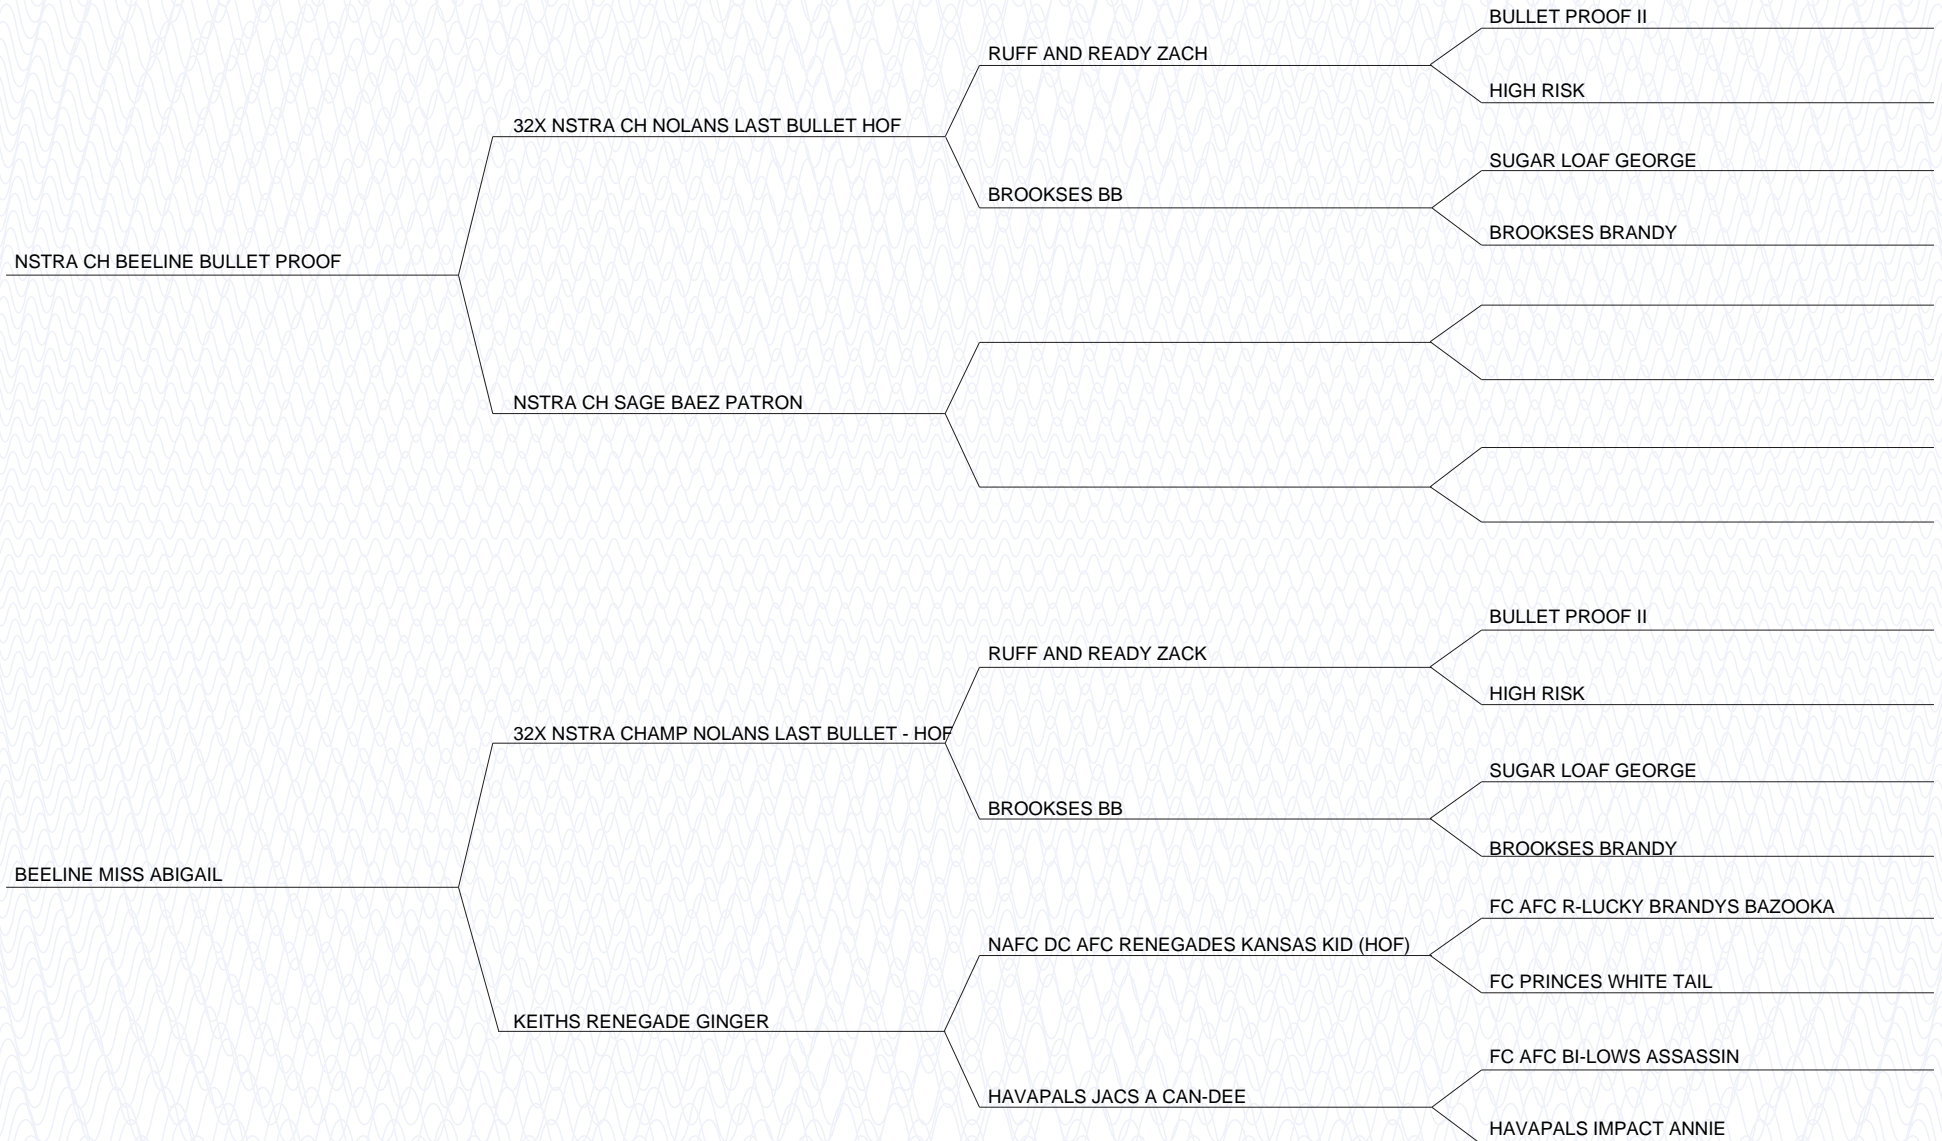 BULLET PROOF II
RUFF AND READY ZACH
HIGH RISK
32X NSTRA CH NOLANS LAST BULLET HOF
SUGAR LOAF GEORGE
BROOKSES BB
BROOKSES BRANDY
NSTRA CH BEELINE BULLET PROOF
NSTRA CH SAGE BAEZ PATRON
BULLET PROOF II
RUFF AND READY ZACK
HIGH RISK
32X NSTRA CHAMP NOLANS LAST BULLET - HOF
SUGAR LOAF GEORGE
BROOKSES BB
BROOKSES BRANDY
BEELINE MISS ABIGAIL
FC AFC R-LUCKY BRANDYS BAZOOKA
NAFC DC AFC RENEGADES KANSAS KID (HOF)
FC PRINCES WHITE TAIL
KEITHS RENEGADE GINGER
FC AFC BI-LOWS ASSASSIN
HAVAPALS JACS A CAN-DEE
HAVAPALS IMPACT ANNIE